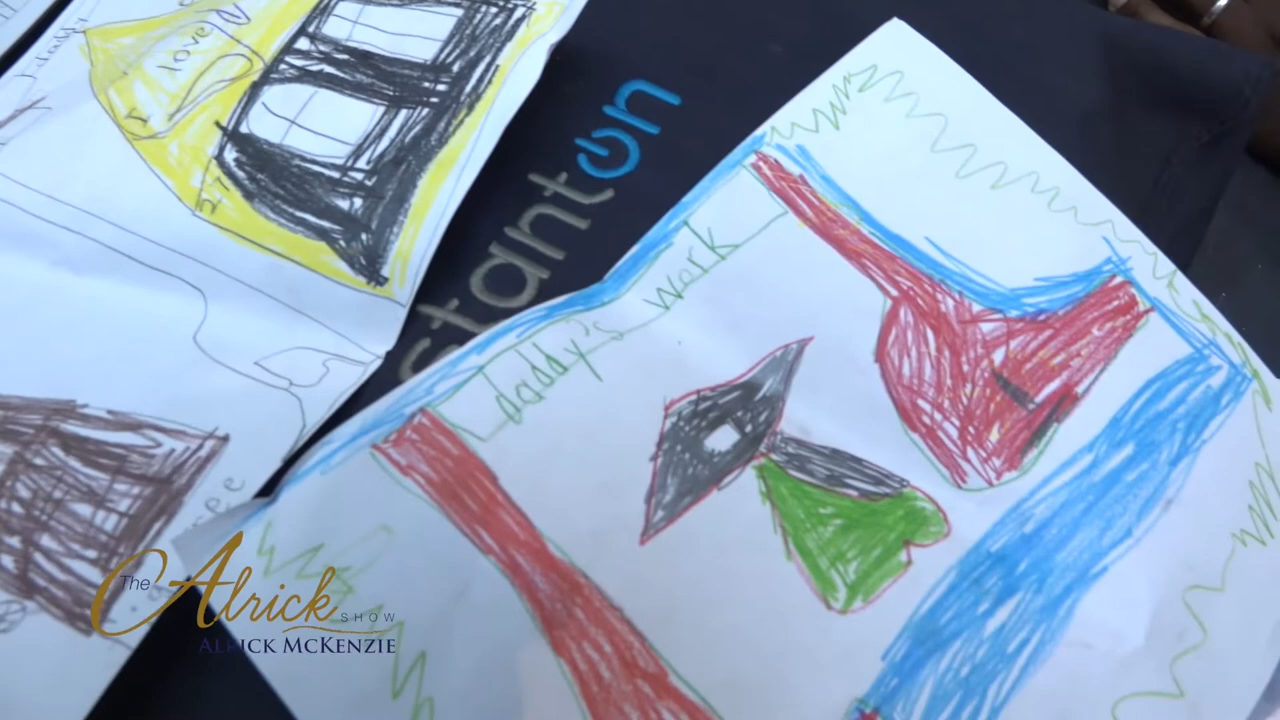 I love
stanton
daddy's work
The Alrick SHOW
ALRICK MCKENZIE